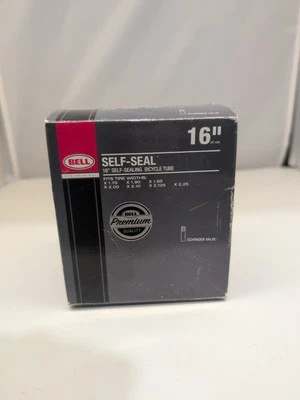 16"
BELL
SELF-SEAL
16" SELF-SEALING BICYCLE TUBE
FITS TIRE WIDTHS:
X 1.75 X 1.90 X 1.95
X 2.00 X 2.10 X 2.125 X 2.25
BELL
Premium
QUALITY
SCHRADER VALVE